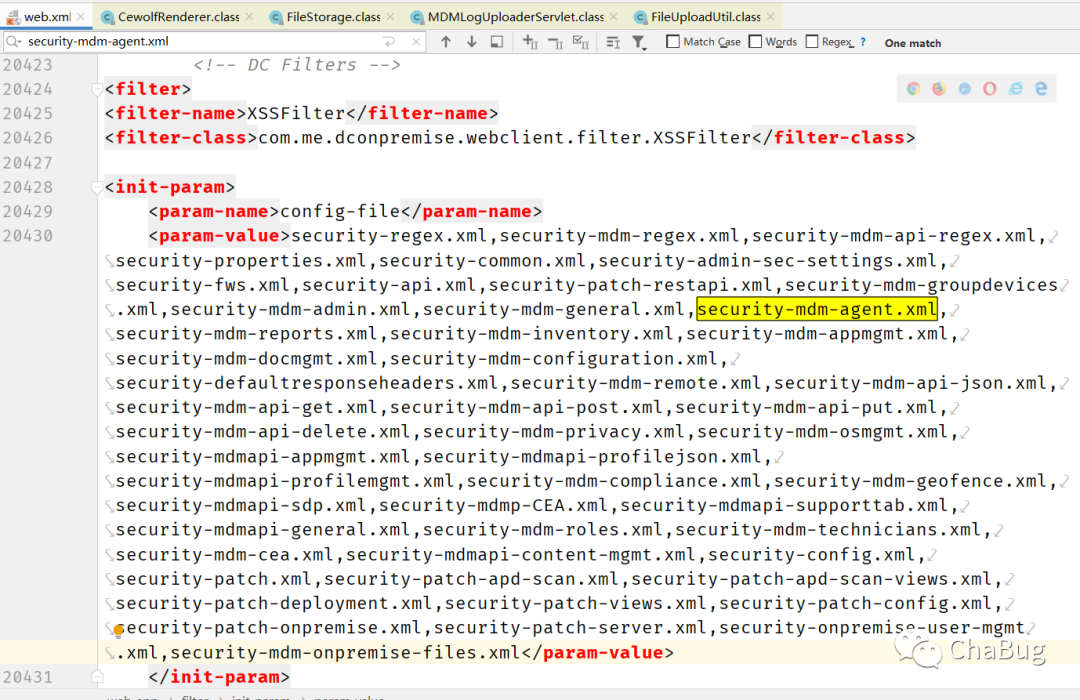 web.xml CewolfRenderer.class FileStorage.class MDMLogUploaderServlet.class FileUploadUtil.class
security-mdm-agent.xml Match Case Words Regex ? One match
20423 <!-- DC Filters -->
20424 <filter>
20425 <filter-name>XSSFilter</filter-name>
20426 <filter-class>com.me.dconpremise.webclient.filter.XSSFilter</filter-class>
20427
20428 <init-param>
20429 <param-name>config-file</param-name>
20430 <param-value>security-regex.xml,security-mdm-regex.xml,security-mdm-api-regex.xml,
security-properties.xml,security-common.xml,security-admin-sec-settings.xml,
security-fws.xml,security-api.xml,security-patch-restapi.xml,security-mdm-groupdevices
.xml,security-mdm-admin.xml,security-mdm-general.xml,security-mdm-agent.xml,
security-mdm-reports.xml,security-mdm-inventory.xml,security-mdm-appmgmt.xml,
security-mdm-docmgmt.xml,security-mdm-configuration.xml,
security-defaultresponseheaders.xml,security-mdm-remote.xml,security-mdm-api-json.xml,
security-mdm-api-get.xml,security-mdm-api-post.xml,security-mdm-api-put.xml,
security-mdm-api-delete.xml,security-mdm-privacy.xml,security-mdm-osmgmt.xml,
security-mdmapi-appmgmt.xml,security-mdmapi-profilejson.xml,
security-mdmapi-profilemgmt.xml,security-mdm-compliance.xml,security-mdm-geofence.xml,
security-mdmapi-sdp.xml,security-mdmp-CEA.xml,security-mdmapi-supporttab.xml,
security-mdmapi-general.xml,security-mdm-roles.xml,security-mdm-technicians.xml,
security-mdm-cea.xml,security-mdmapi-content-mgmt.xml,security-config.xml,
security-patch.xml,security-patch-apd-scan.xml,security-patch-apd-scan-views.xml,
security-patch-deployment.xml,security-patch-views.xml,security-patch-config.xml,
security-patch-onpremise.xml,security-patch-server.xml,security-onpremise-user-mgmt
.xml,security-mdm-onpremise-files.xml</param-value>
ChaBug
20431 </init-param>
web-app filter init-param param-value